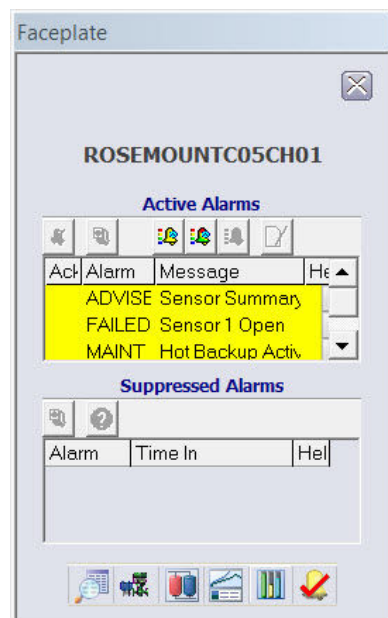 Faceplate
ROSEMOUNTC05CH01
Active Alarms
Ack Alarm Message He
ADVISE Sensor Summary
FAILED Sensor 1 Open
MAINT Hot Backup Activ
Suppressed Alarms
Alarm Time In Hel